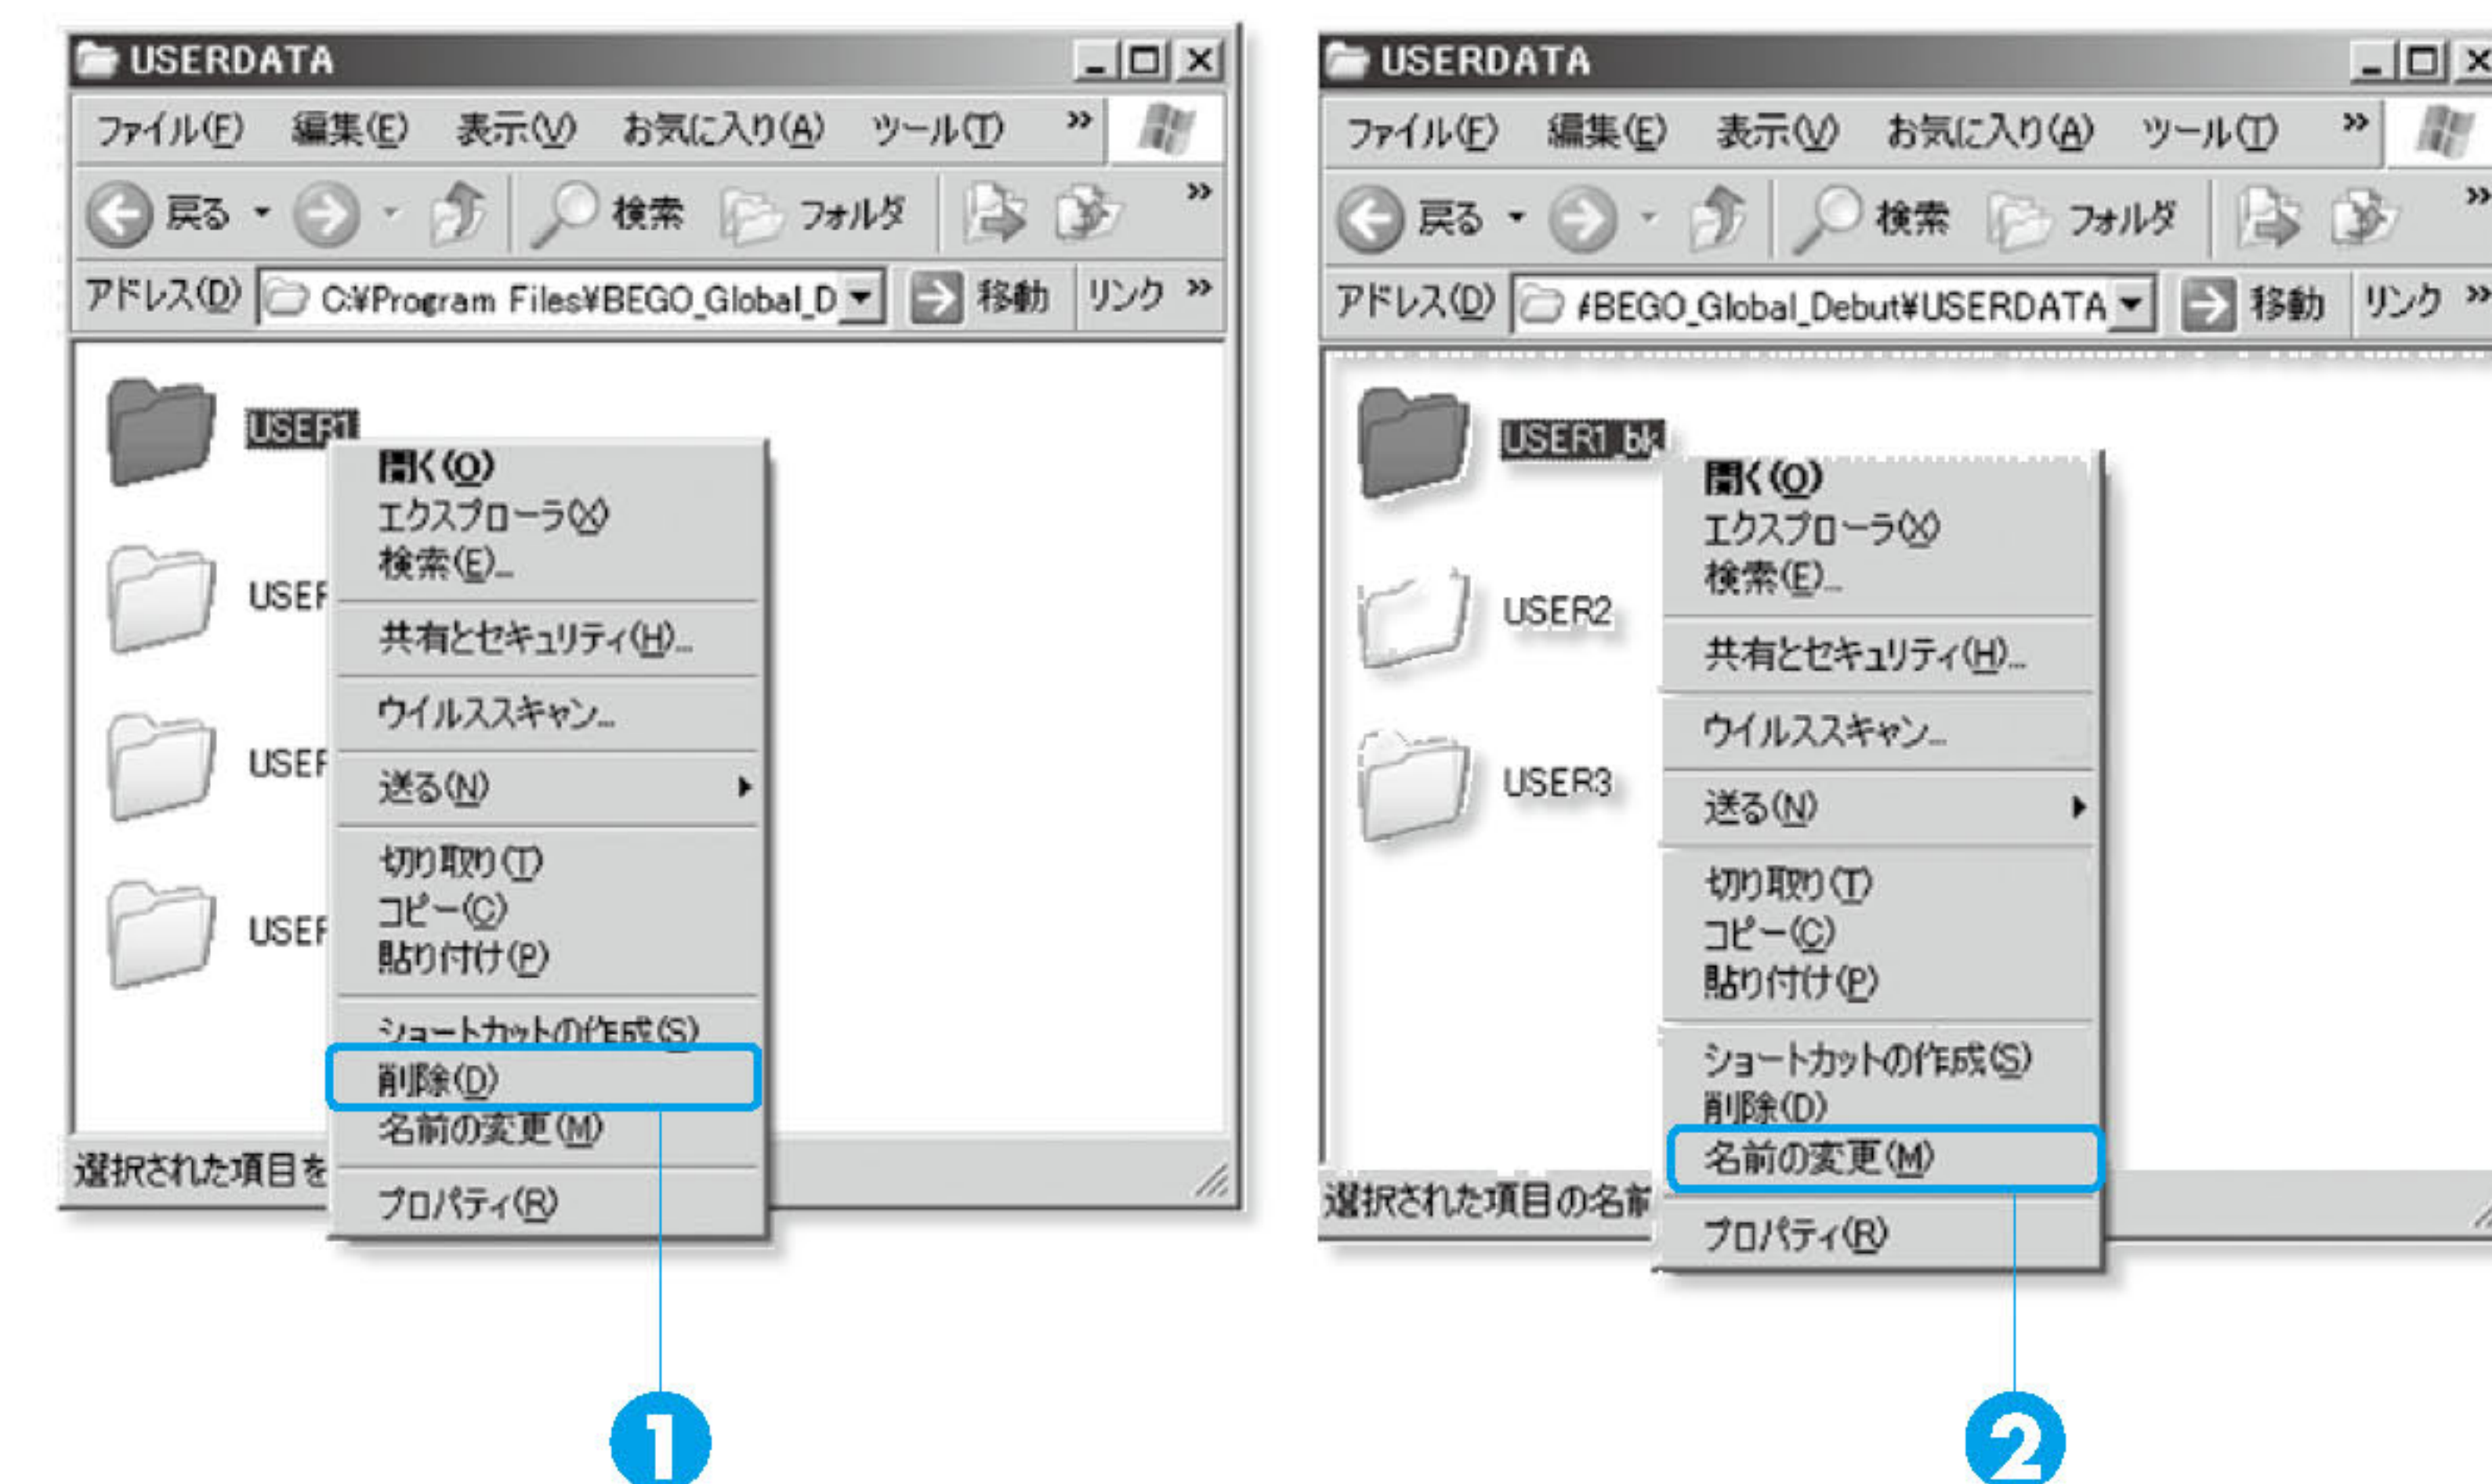 USERDATA
ファイル(F) 編集(E) 表示(V) お気に入り(A) ツール(T) »
戻る 検索 フォルダ »
アドレス(D) C:¥Program Files¥BEGO_Global_D 移動 リンク »
USER1
USER
USER
USER
開く(O)
エクスプローラ(X)
検索(E)...
共有とセキュリティ(H)...
ウイルススキャン...
送る(N)
切り取り(T)
コピー(C)
貼り付け(P)
ショートカットの作成(S)
削除(D)
名前の変更(M)
プロパティ(R)
選択された項目を
1
USERDATA
ファイル(F) 編集(E) 表示(V) お気に入り(A) ツール(T) »
戻る 検索 フォルダ »
アドレス(D) ¥BEGO_Global_Debut¥USERDATA 移動 リンク »
USER1_bk
USER2
USER3
開く(O)
エクスプローラ(X)
検索(E)...
共有とセキュリティ(H)...
ウイルススキャン...
送る(N)
切り取り(T)
コピー(C)
貼り付け(P)
ショートカットの作成(S)
削除(D)
名前の変更(M)
プロパティ(R)
選択された項目の名前
2